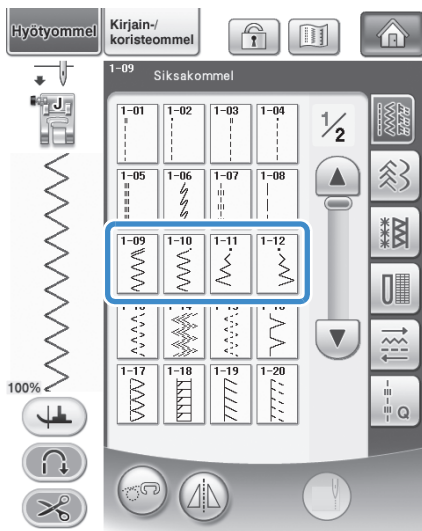 Hyötyommel
Kirjain-/
koristeommel
1-09
Siksakommel
J
1-01 1-02 1-03 1-04
1/2
1-05 1-06 1-07 1-08
1-09 1-10 1-11 1-12
1-17 1-18 1-19 1-20
100%
Q